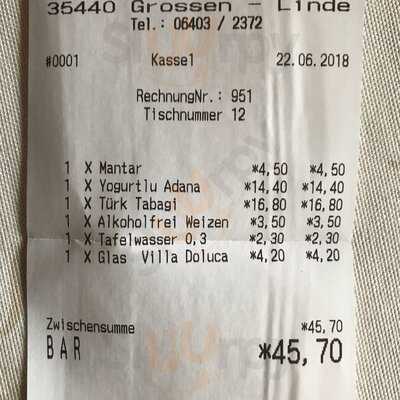 35440 Grossen - Linde
Tel.: 06403 / 2372
#0001 Kasse1 22.06.2018
RechnungNr.: 951
Tischnummer 12
1 X Mantar *4,50 *4,50
1 X Yogurtlu Adana *14,40 *14,40
1 X Türk Tabagi *16,80 *16,80
1 X Alkoholfrei Weizen *3,50 *3,50
1 X Tafelwasser 0,3 *2,30 *2,30
1 X Glas Villa Doluca *4,20 *4,20
Zwischensumme *45,70
BAR *45,70